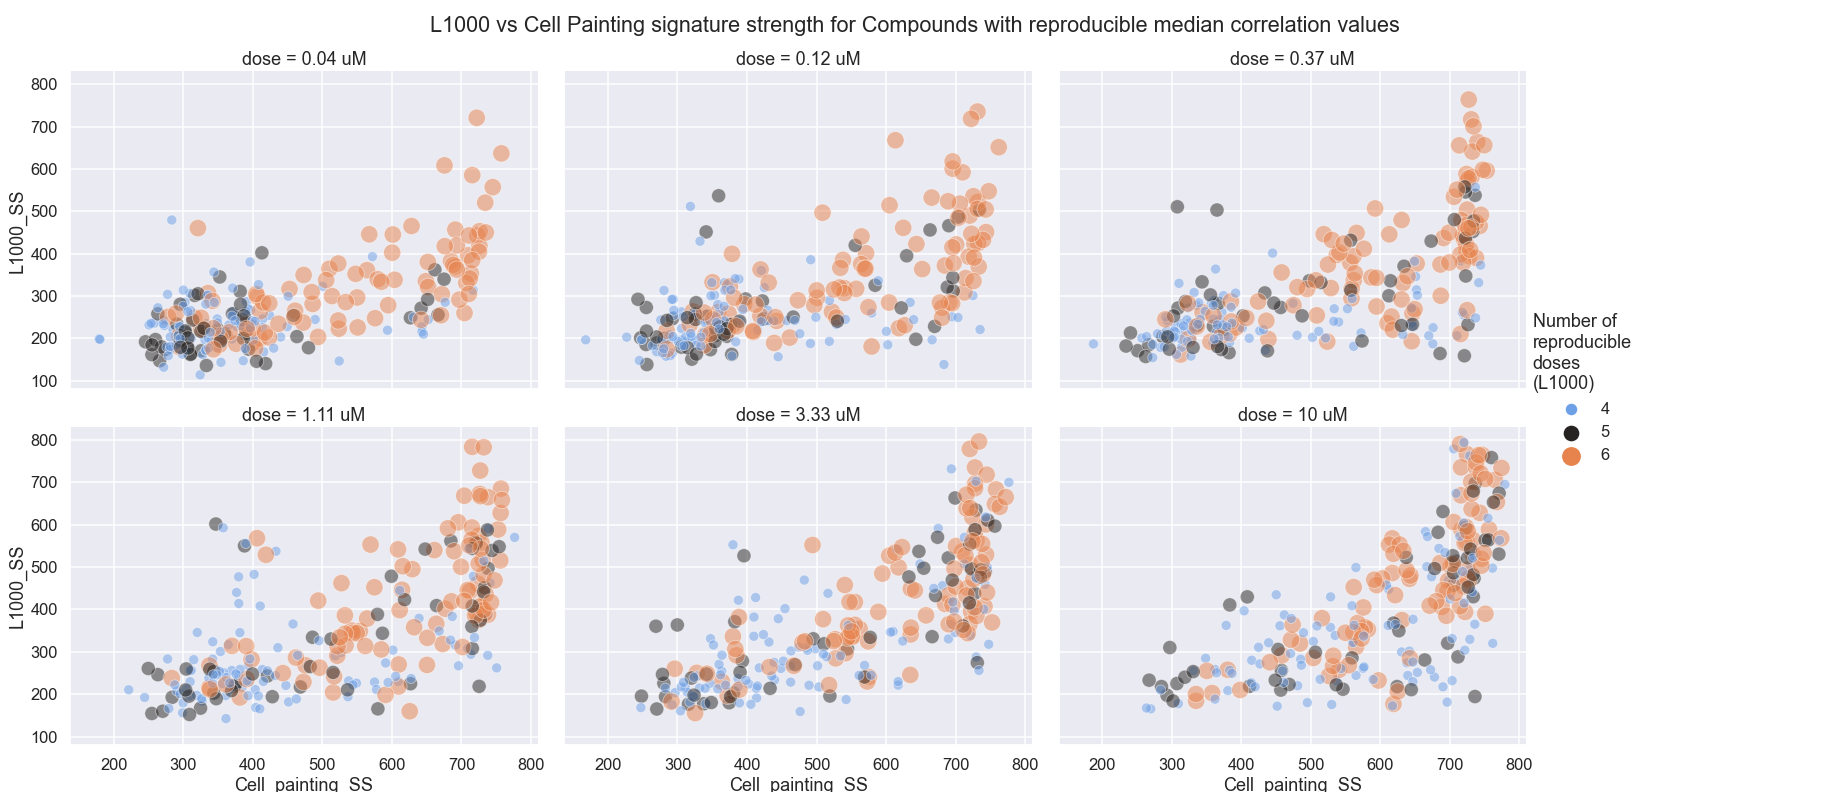 L1000 vs Cell Painting signature strength for Compounds with reproducible median correlation values
dose = 0.04 uM
dose = 0.12 uM
dose = 0.37 uM
800
700
600
500
400
300
200
100
L1000_SS
dose = 1.11 uM
dose = 3.33 uM
dose = 10 uM
800
700
600
500
400
300
200
100
L1000_SS
200 300 400 500 600 700 800
200 300 400 500 600 700 800
200 300 400 500 600 700 800
Cell_painting_SS
Cell_painting_SS
Cell_painting_SS
Number of
reproducible
doses
(L1000)
4
5
6